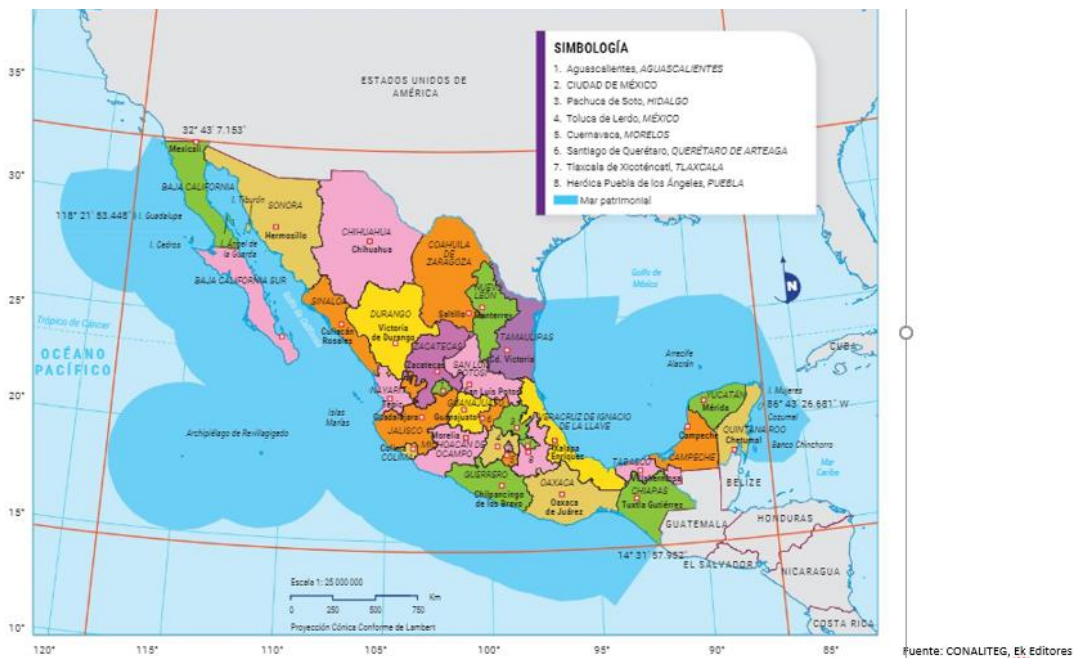 SIMBOLOGÍA
1. Aguascalientes, AGUASCALIENTES
2. CIUDAD DE MÉXICO
3. Pachuca de Soto, HIDALGO
4. Toluca de Lerdo, MÉXICO
5. Cuernavaca, MORELOS
6. Santiago de Querétaro, QUERÉTARO DE ARTEAGA
7. Tlaxcala de Xicoténcatl, TLAXCALA
8. Heróica Puebla de los Ángeles, PUEBLA
Mar patrimonial
ESTADOS UNIDOS DE
AMÉRICA
35°
30°
25°
20°
15°
10°
32° 43' 7.153"
Mexicali
BAJA CALIFORNIA
I. Tiburón
SONORA
Hermosillo
118° 21' 53.445"
I. Guadalupe
I. Cedros
I. Ángel de
la Guarda
BAJA CALIFORNIA SUR
CHIHUAHUA
Chihuahua
COAHUILA
DE
ZARAGOZA
NUEVO
LEÓN
Saltillo
Monterrey
SINALOA
Culiacán
Rosales
DURANGO
Victoria
de Durango
TAMAULIPAS
Cd. Victoria
ZACATECAS
Zacatecas
SAN LUIS
POTOSÍ
San Luis Potosí
Golfo de
México
N
Trópico de Cáncer
OCÉANO
PACÍFICO
Arrecife
Alacrán
CUBA
NAYARIT
Tepic
Islas
Marías
Guadalajara
JALISCO
GUANAJUATO
Guanajuato
VERACRUZ DE IGNACIO
DE LA LLAVE
Xalapa
Enríquez
YUCATÁN
Mérida
I. Mujeres
86° 43' 26.681" W
Cozumel
QUINTANA ROO
Chetumal
Banco Chinchorro
Campeche
CAMPECHE
Archipiélago de Revillagigedo
Colima
COLIMA
Morelia
MICHOACÁN DE
OCAMPO
GUERRERO
Chilpancingo
de los Bravo
OAXACA
Oaxaca
de Juárez
TABASCO
Villahermosa
CHIAPAS
Tuxtla Gutiérrez
Mar
Caribe
BELIZE
GUATEMALA
HONDURAS
14° 31' 57.952"
EL SALVADOR
NICARAGUA
COSTA RICA
Escala 1: 25 000 000
Km
0 250 500 750
Proyección Cónica Conforme de Lambert
120° 115° 110° 105° 100° 95° 90° 85°
Fuente: CONALITEG, Ek Editores